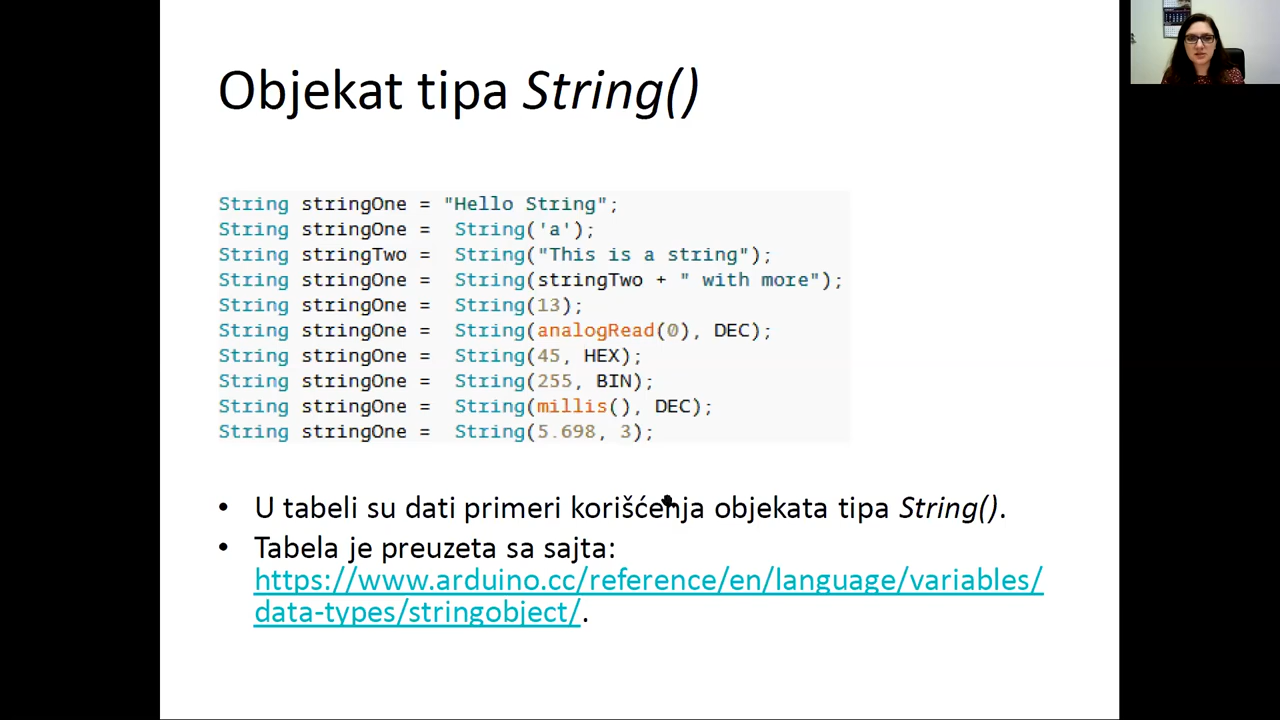 Objekat tipa String()
String stringOne = "Hello String";
String stringOne = String('a');
String stringTwo = String("This is a string");
String stringOne = String(stringTwo + " with more");
String stringOne = String(13);
String stringOne = String(analogRead(0), DEC);
String stringOne = String(45, HEX);
String stringOne = String(255, BIN);
String stringOne = String(millis(), DEC);
String stringOne = String(5.698, 3);
• U tabeli su dati primeri korišćenja objekata tipa String().
• Tabela je preuzeta sa sajta:
https://www.arduino.cc/reference/en/language/variables/
data-types/stringobject/.